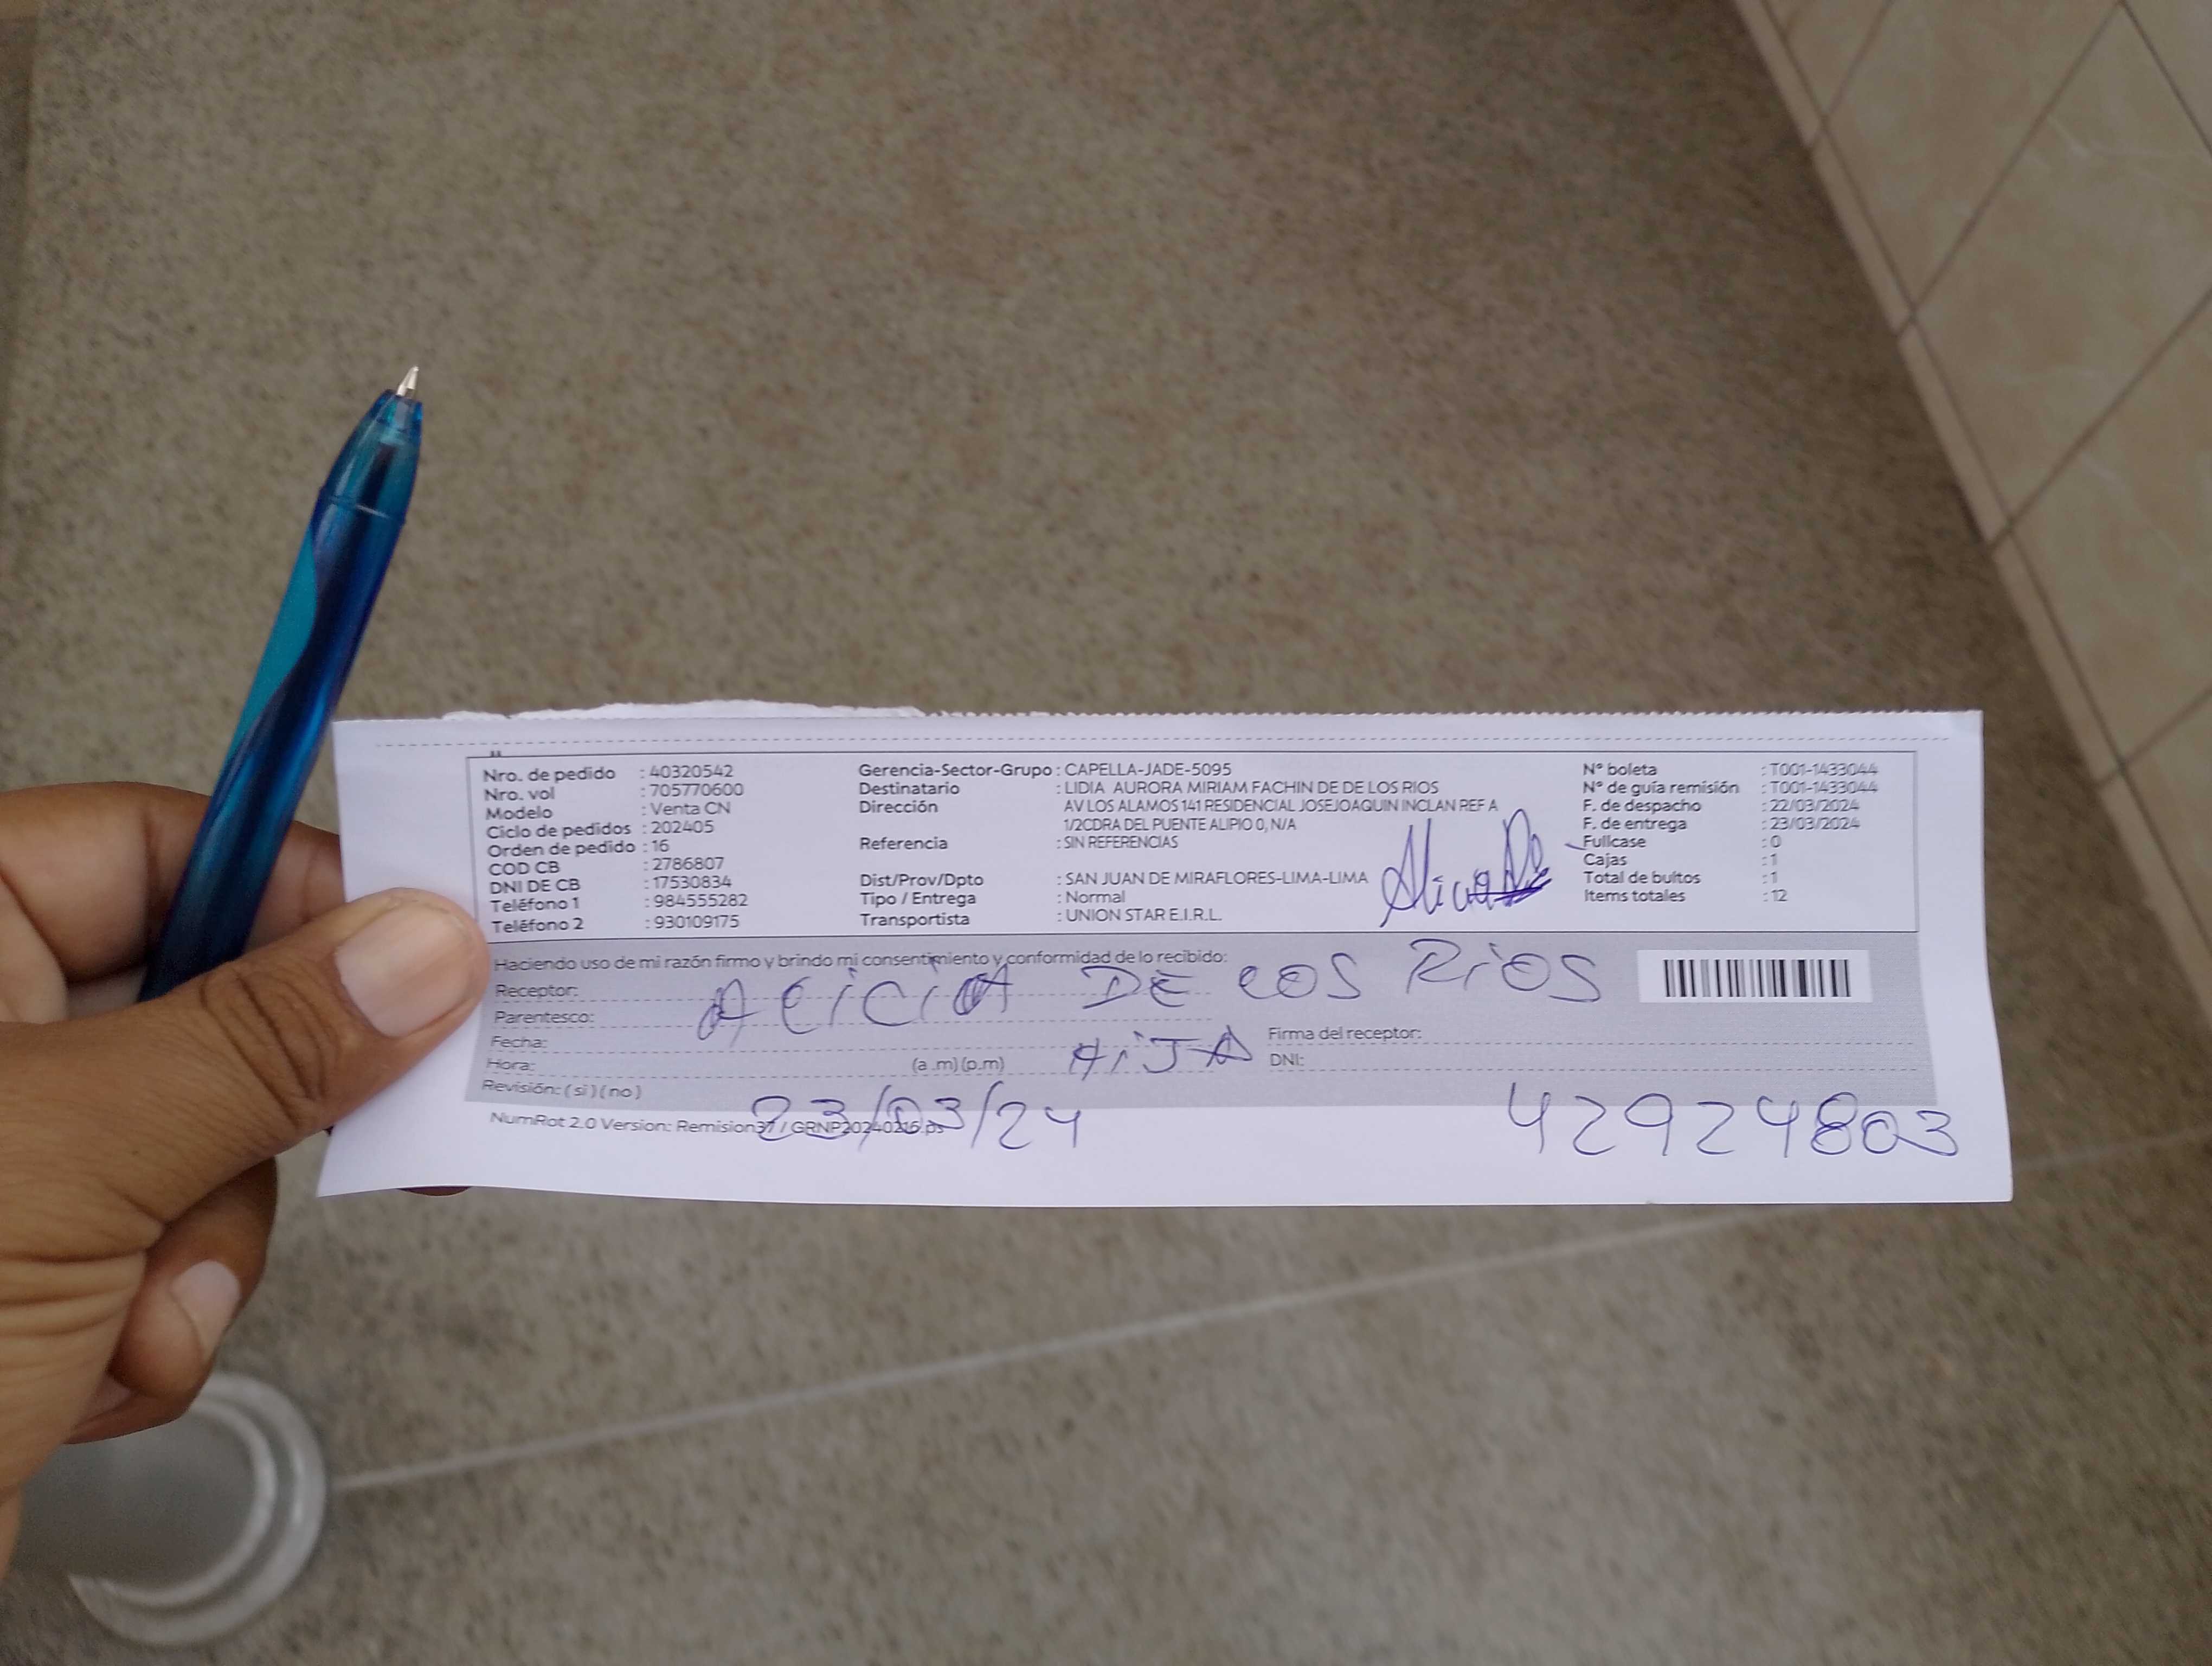 Nro. de pedido : 40320542
Nro. vol : 705770600
Modelo : Venta CN
Ciclo de pedidos : 202405
Orden de pedido : 16
COD CB : 2786807
DNI DE CB : 17530834
Teléfono 1 : 984555282
Teléfono 2 : 930109175
Gerencia-Sector-Grupo : CAPELLA-JADE-5095
Destinatario : LIDIA AURORA MIRIAM FACHIN DE DE LOS RIOS
Dirección AV LOS ALAMOS 141 RESIDENCIAL JOSEJOAQUIN INCLAN REF A
1/2CDRA DEL PUENTE ALIPIO 0, N/A
Referencia : SIN REFERENCIAS
Dist/Prov/Dpto : SAN JUAN DE MIRAFLORES-LIMA-LIMA
Tipo / Entrega : Normal
Transportista : UNION STAR E.I.R.L.
N° boleta : T001-1433044
N° de guía remisión : T001-1433044
F. de despacho : 22/03/2024
F. de entrega : 23/03/2024
Fullcase : 0
Cajas : 1
Total de bultos : 1
Items totales : 12
Haciendo uso de mi razón firmo y brindo mi consentimiento y conformidad de lo recibido:
Receptor: ALICIA DE LOS RIOS
Parentesco: HIJA
Firma del receptor:
Fecha: 23/03/24
Hora: (a .m) (p.m)
DNI: 42924803
Revisión: ( si ) ( no )
NumRot 2.0 Version: Remision37 / GRNP20240216.ps